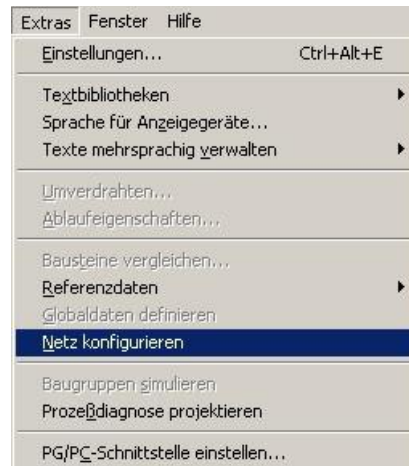 Extras Fenster Hilfe
Einstellungen... Ctrl+Alt+E
Textbibliotheken
Sprache für Anzeigegeräte...
Texte mehrsprachig verwalten
Umverdrahten...
Ablaufeigenschaften...
Bausteine vergleichen...
Referenzdaten
Globaldaten definieren
Netz konfigurieren
Baugruppen simulieren
Prozeßdiagnose projektieren
PG/PC-Schnittstelle einstellen...